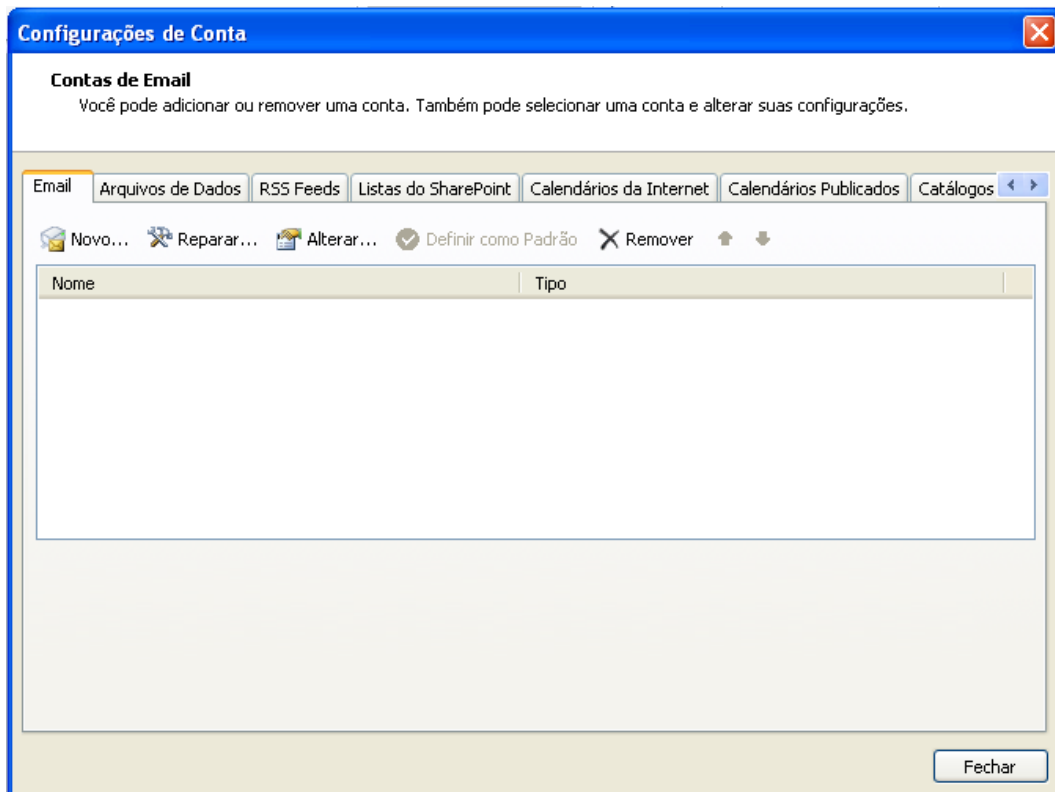 Configurações de Conta
Contas de Email
Você pode adicionar ou remover uma conta. Também pode selecionar uma conta e alterar suas configurações.
Email Arquivos de Dados RSS Feeds Listas do SharePoint Calendários da Internet Calendários Publicados Catálogos
Novo... Reparar... Alterar... Definir como Padrão Remover
Nome Tipo
Fechar